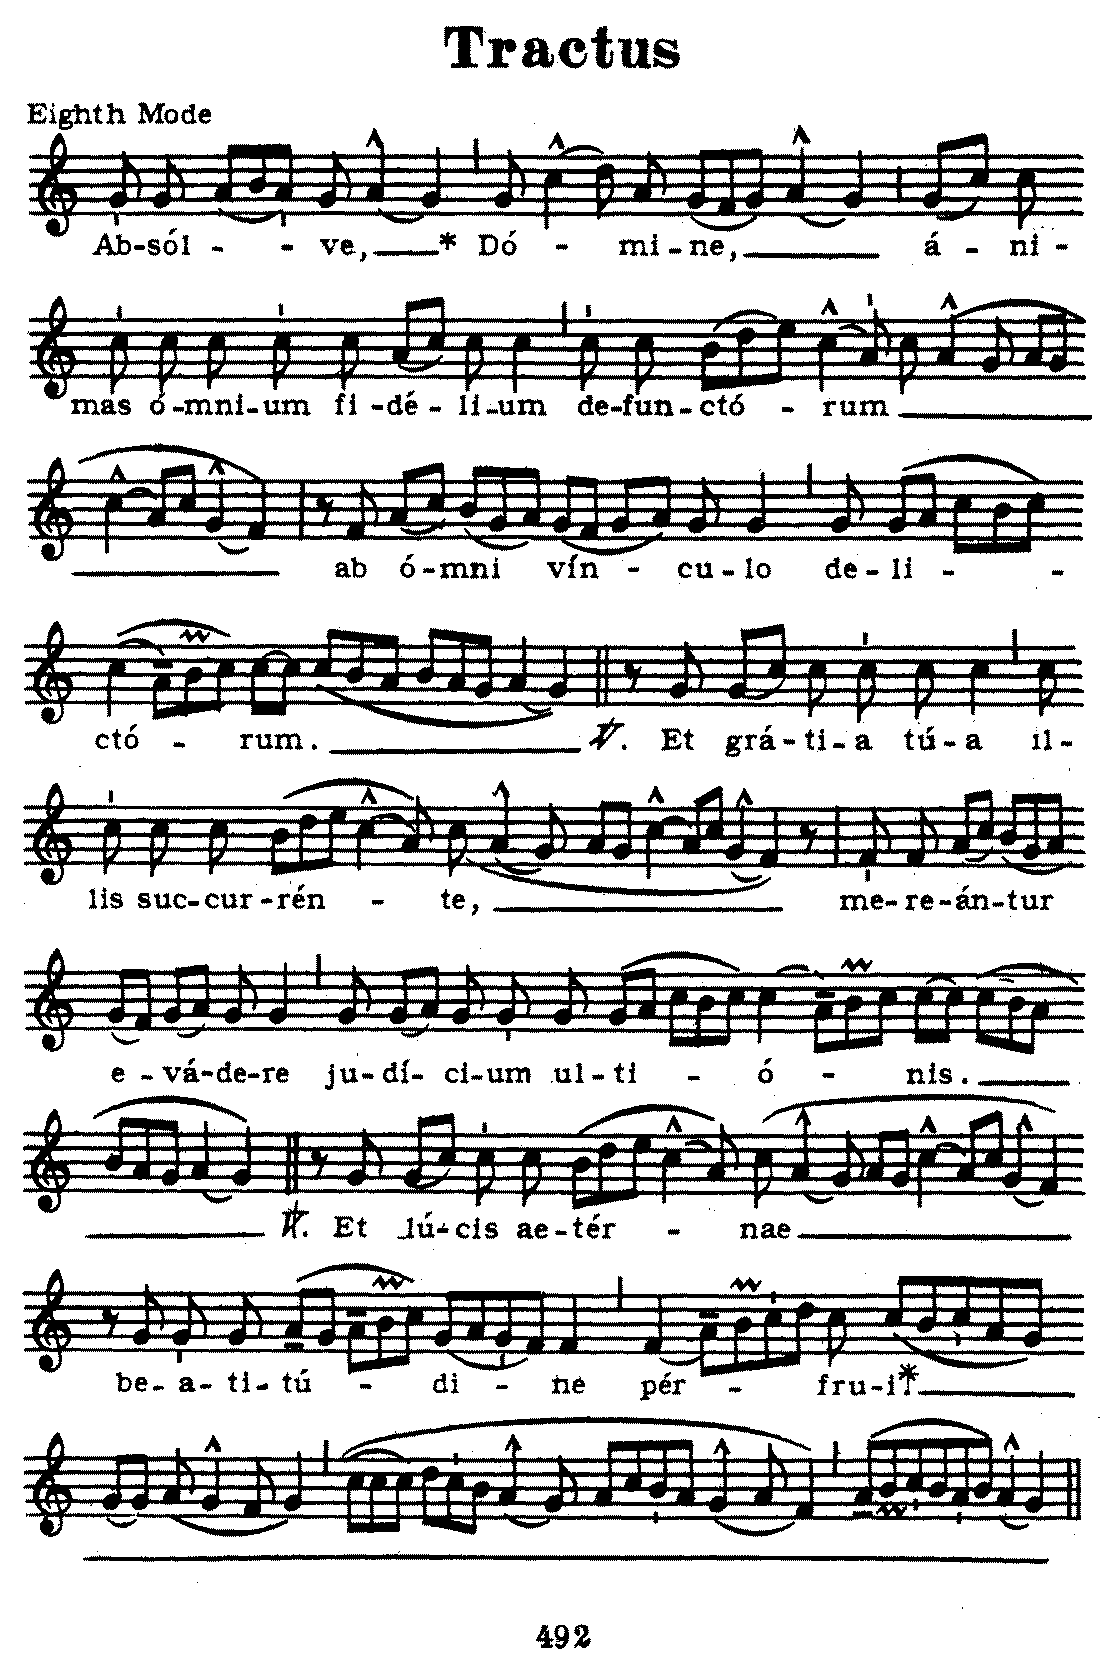 Tractus
Eighth Mode
Ab-sól - - ve, * Dó - mi-ne, á - ni -
mas ó-mni-um fi-dé-li-um de-fun-ctó - rum
ab ó-mni vín - cu-lo de-li - -
ctó - rum. ℣. Et grá-ti-a tú-a il-
lis suc-cur-rén - te, me-re-án-tur
e-vá-de-re ju-dí-ci-um ul-ti - ó - nis.
℣. Et lú-cis ae-tér - nae
be-a-ti-tú - di - ne pér - fru-i.*
492